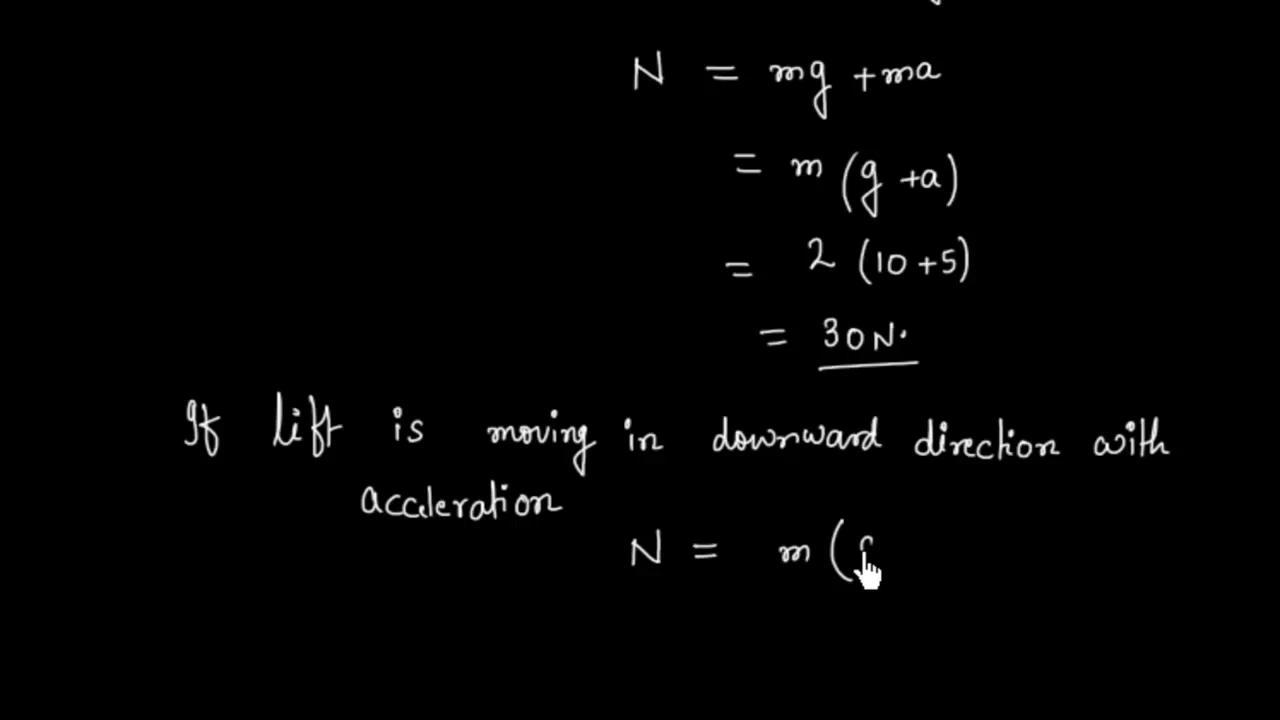 N = mg + ma
= m (g + a)
= 2 (10 + 5)
= 30 N.
If lift is moving in downward direction with
acceleration
N = m (